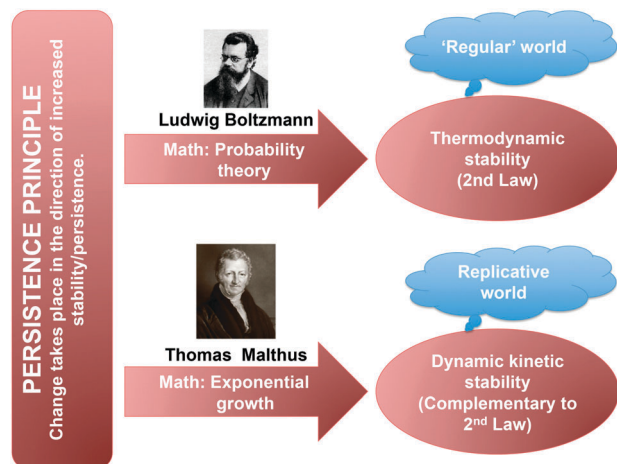 PERSISTENCE PRINCIPLE
Change takes place in the direction of increased
stability/persistence.
Ludwig Boltzmann
Math: Probability
theory
'Regular' world
Thermodynamic
stability
(2nd Law)
Thomas Malthus
Math: Exponential
growth
Replicative
world
Dynamic kinetic
stability
(Complementary to
2nd Law)